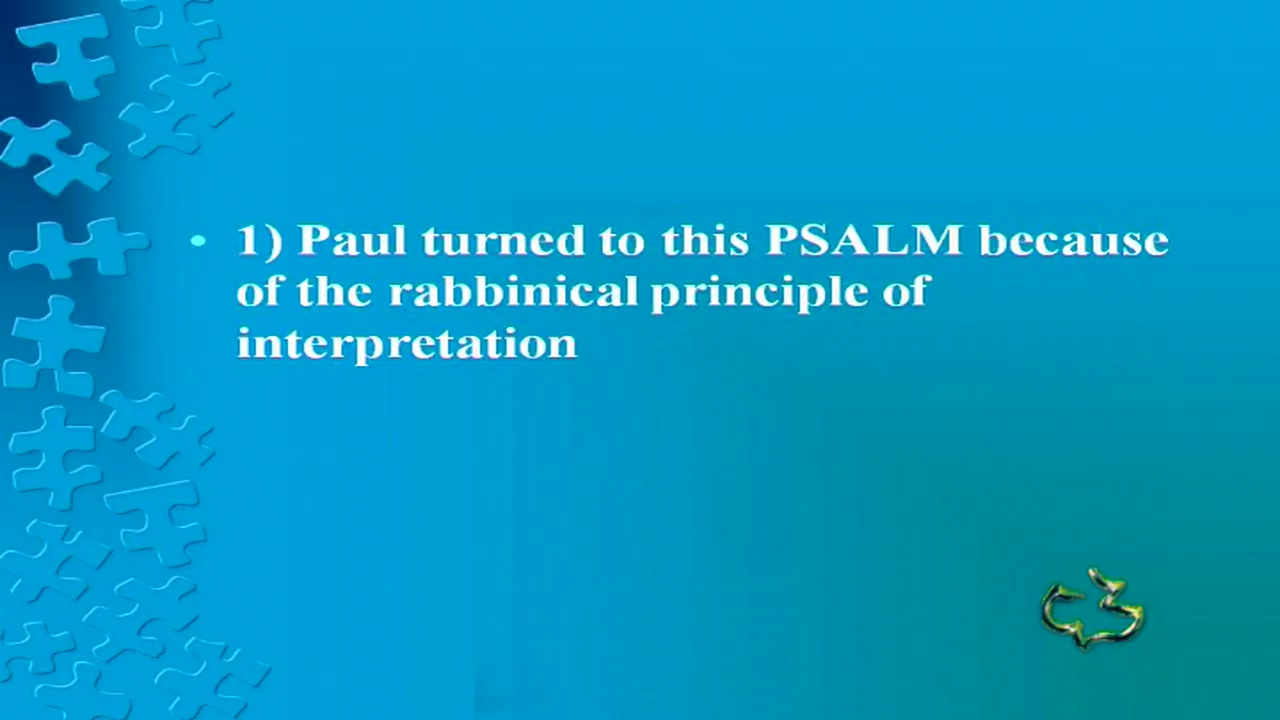 • 1) Paul turned to this PSALM because
of the rabbinical principle of
interpretation